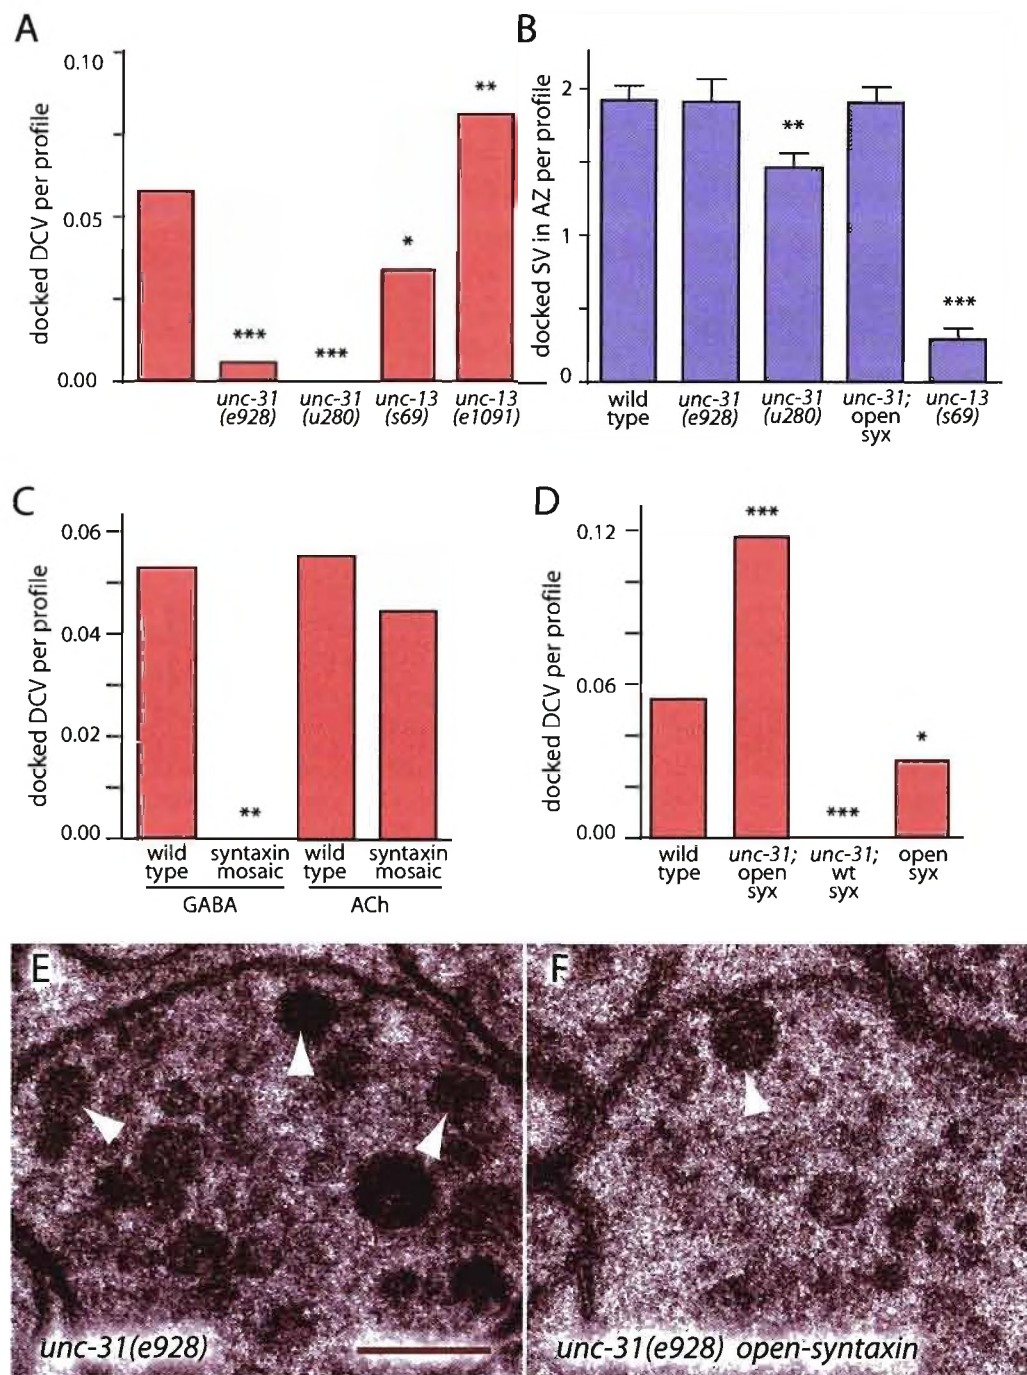 A
docked DCV per profile
0.10
0.05
0.00
***
***
*
**
unc-31
(e928)
unc-31
(u280)
unc-13
(s69)
unc-13
(e1091)
B
docked SV in AZ per profile
2
1
0
**
***
wild
type
unc-31
(e928)
unc-31
(u280)
unc-31;
open
syx
unc-13
(s69)
C
docked DCV per profile
0.06
0.04
0.02
0.00
**
wild
type
syntaxin
mosaic
wild
type
syntaxin
mosaic
GABA
ACh
D
docked DCV per profile
0.12
0.06
0.00
***
***
*
wild
type
unc-31;
open
syx
unc-31;
wt
syx
open
syx
E
unc-31(e928)
F
unc-31(e928) open-syntaxin